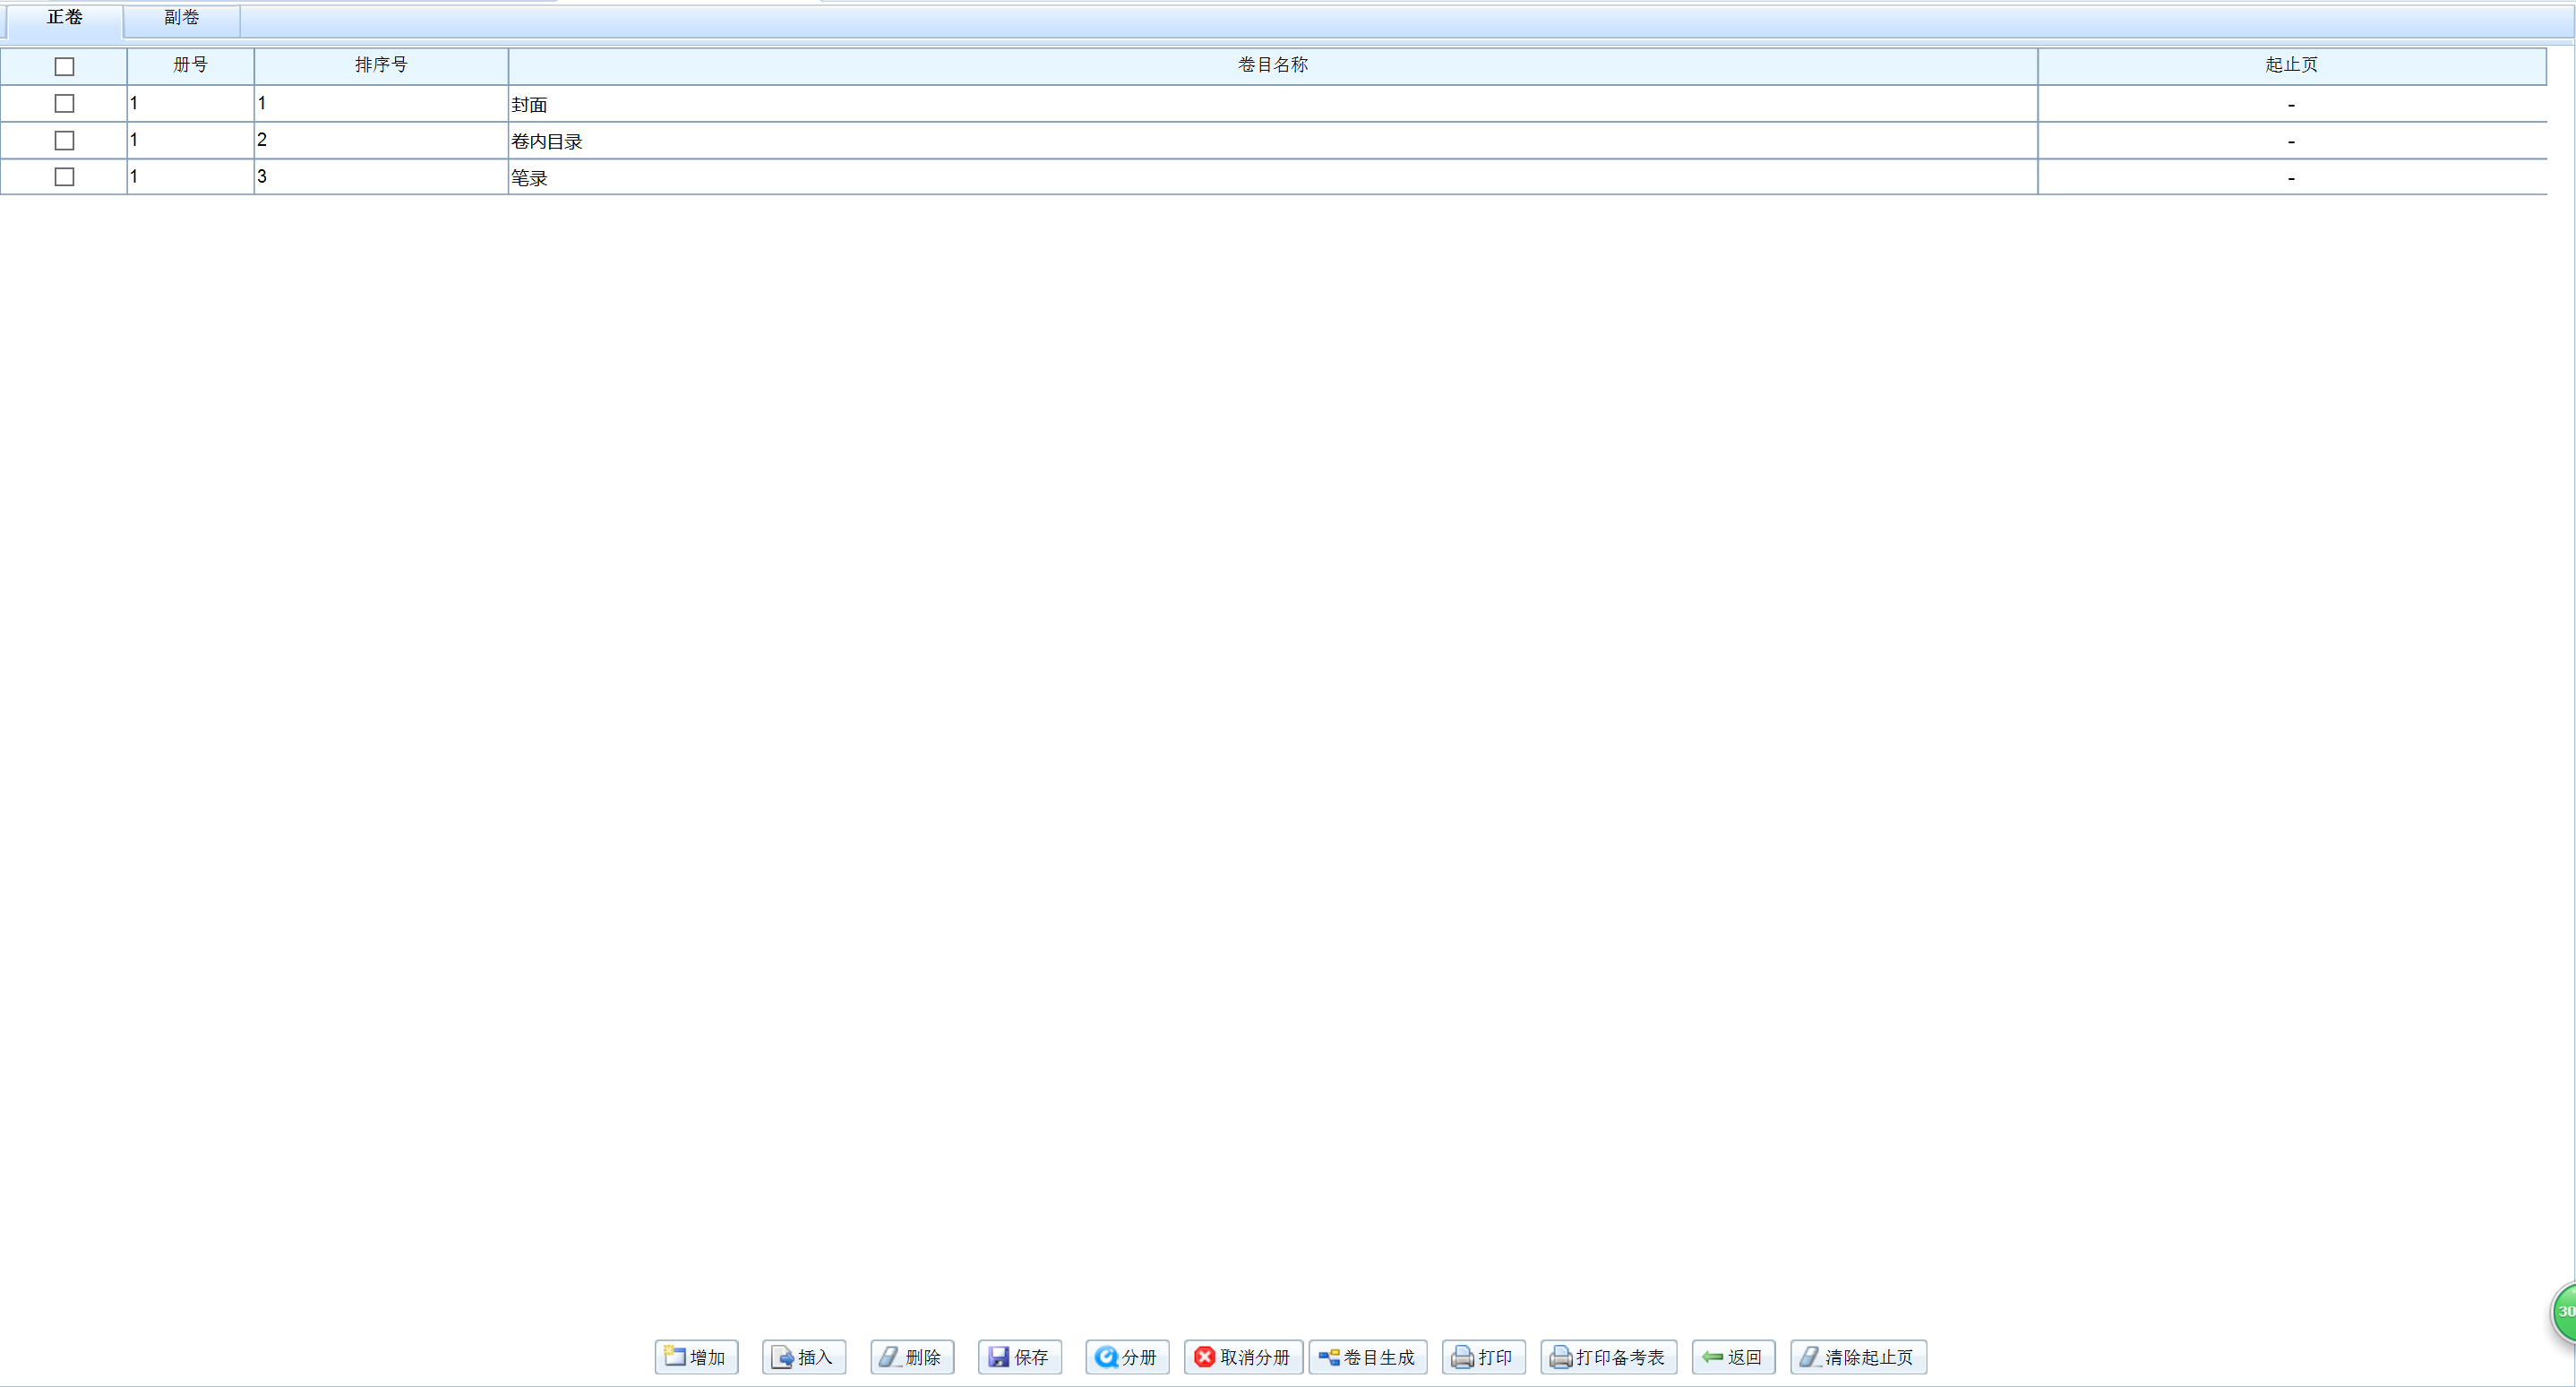 正卷 副卷
册号 排序号 卷目名称 起止页
1 1 封面 -
1 2 卷内目录 -
1 3 笔录 -
30
增加 插入 删除 保存 分册 取消分册 卷目生成 打印 打印备考表 返回 清除起止页